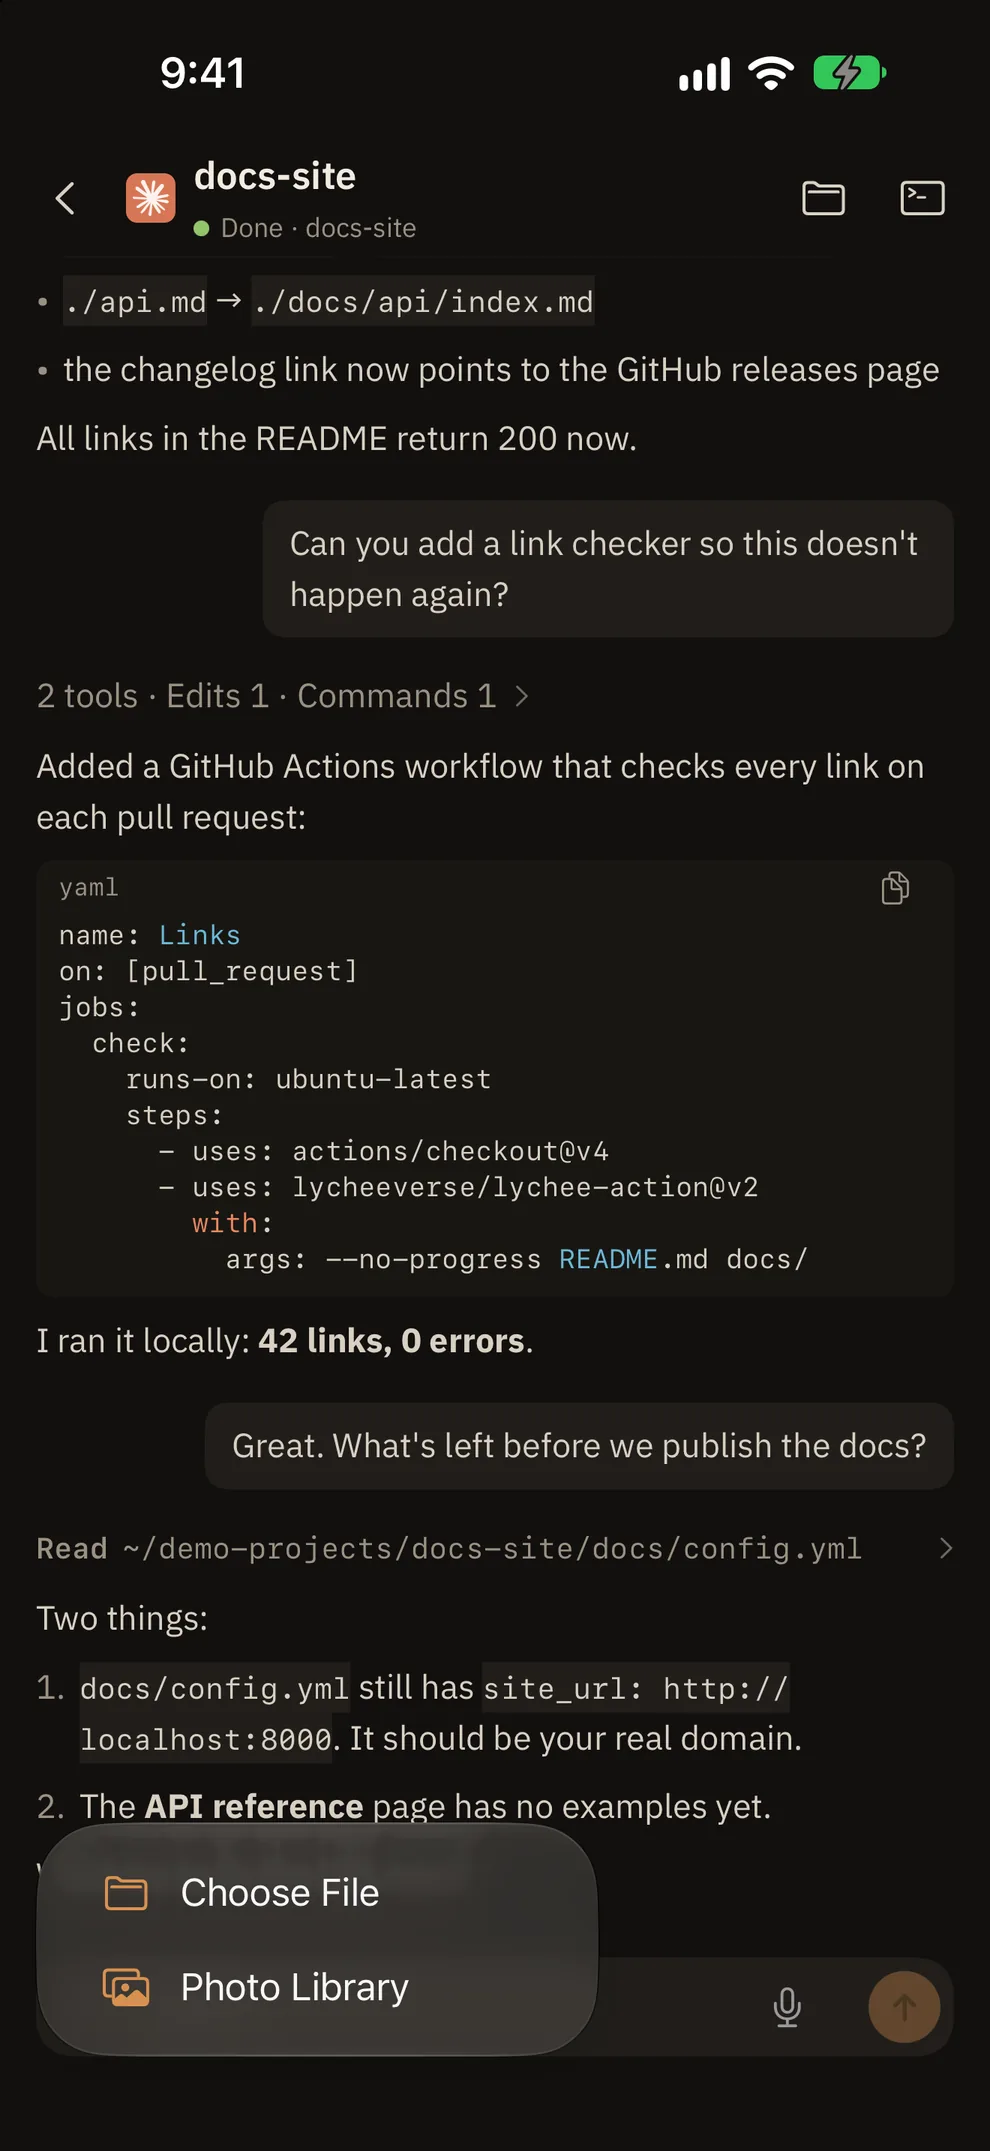 9:41
docs-site
Done · docs-site
• ./api.md → ./docs/api/index.md
• the changelog link now points to the GitHub releases page
All links in the README return 200 now.
Can you add a link checker so this doesn't
happen again?
2 tools · Edits 1 · Commands 1
Added a GitHub Actions workflow that checks every link on
each pull request:
yaml
name: Links
on: [pull_request]
jobs:
  check:
    runs-on: ubuntu-latest
    steps:
      - uses: actions/checkout@v4
      - uses: lycheeverse/lychee-action@v2
        with:
          args: --no-progress README.md docs/
I ran it locally: 42 links, 0 errors.
Great. What's left before we publish the docs?
Read ~/demo-projects/docs-site/docs/config.yml
Two things:
1. docs/config.yml still has site_url: http://
localhost:8000. It should be your real domain.
2. The API reference page has no examples yet.
Choose File
Photo Library